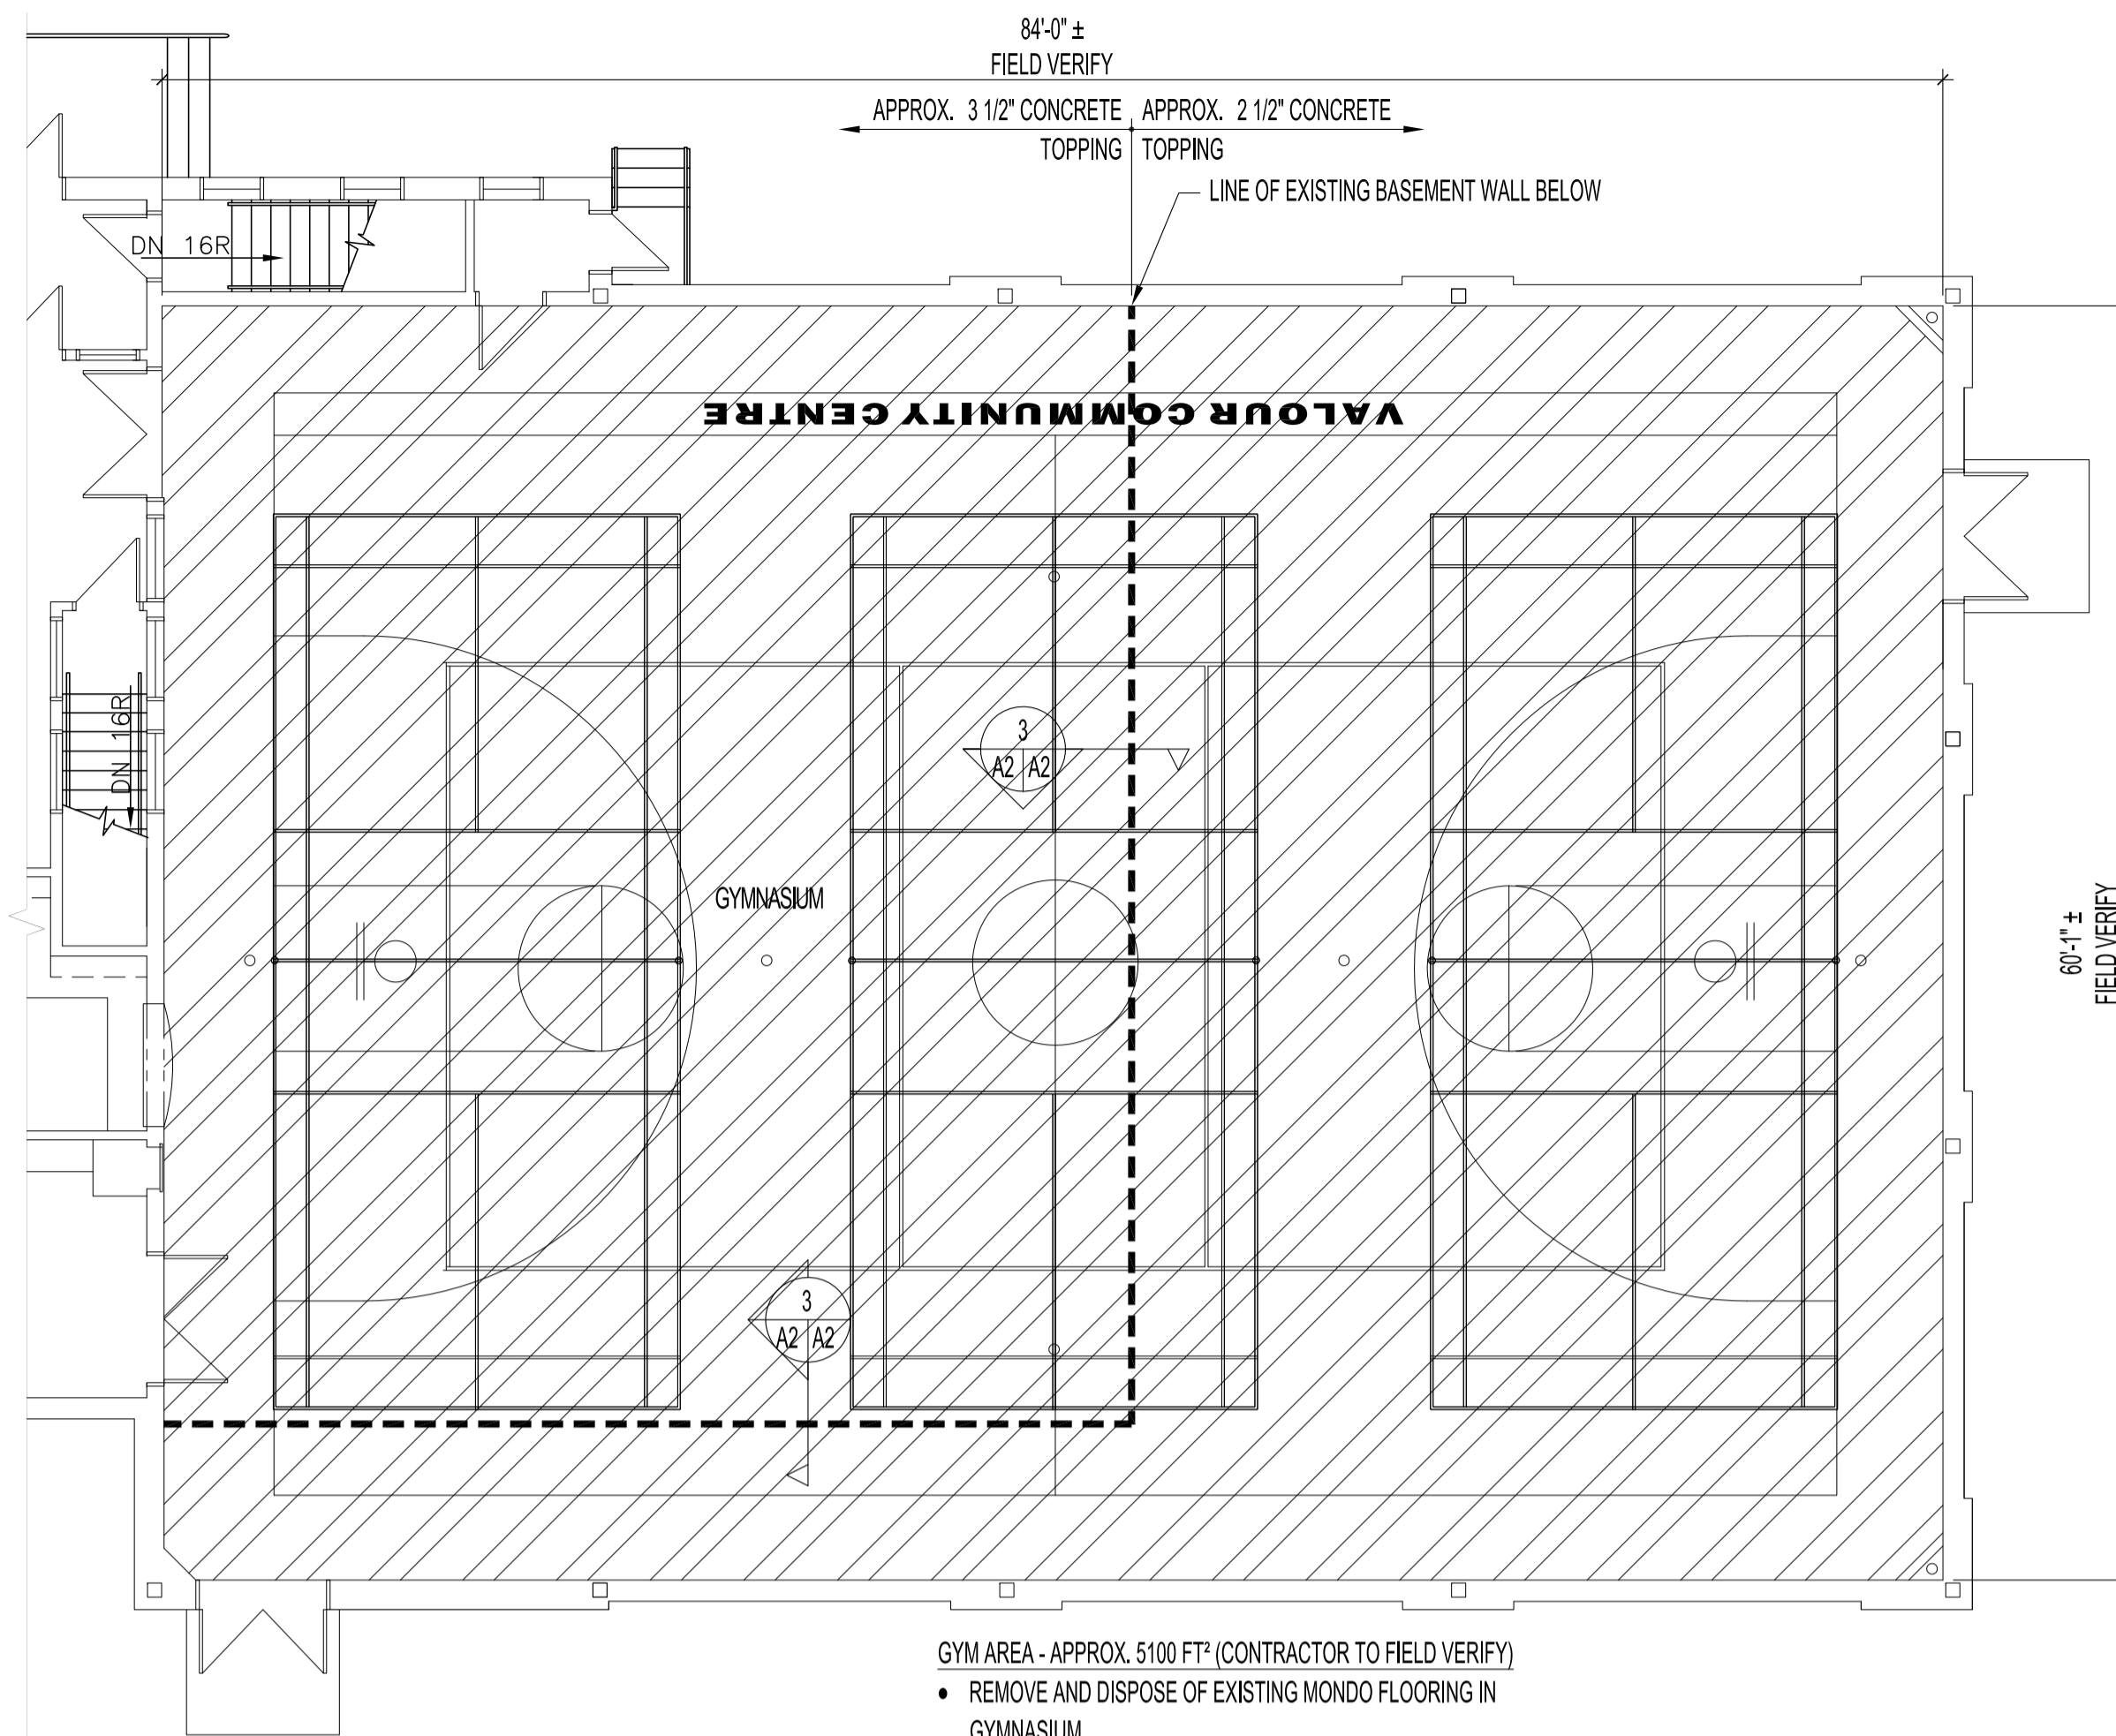 84'-0" ±
FIELD VERIFY
APPROX. 3 1/2" CONCRETE
TOPPING
APPROX. 2 1/2" CONCRETE
TOPPING
LINE OF EXISTING BASEMENT WALL BELOW
DN 16R
VALOUR COMMUNITY CENTRE
DN 16R
3
A2 A2
GYMNASIUM
60'-1" ±
FIELD VERIFY
3
A2 A2
GYM AREA - APPROX. 5100 FT² (CONTRACTOR TO FIELD VERIFY)
• REMOVE AND DISPOSE OF EXISTING MONDO FLOORING IN
GYMNASIUM